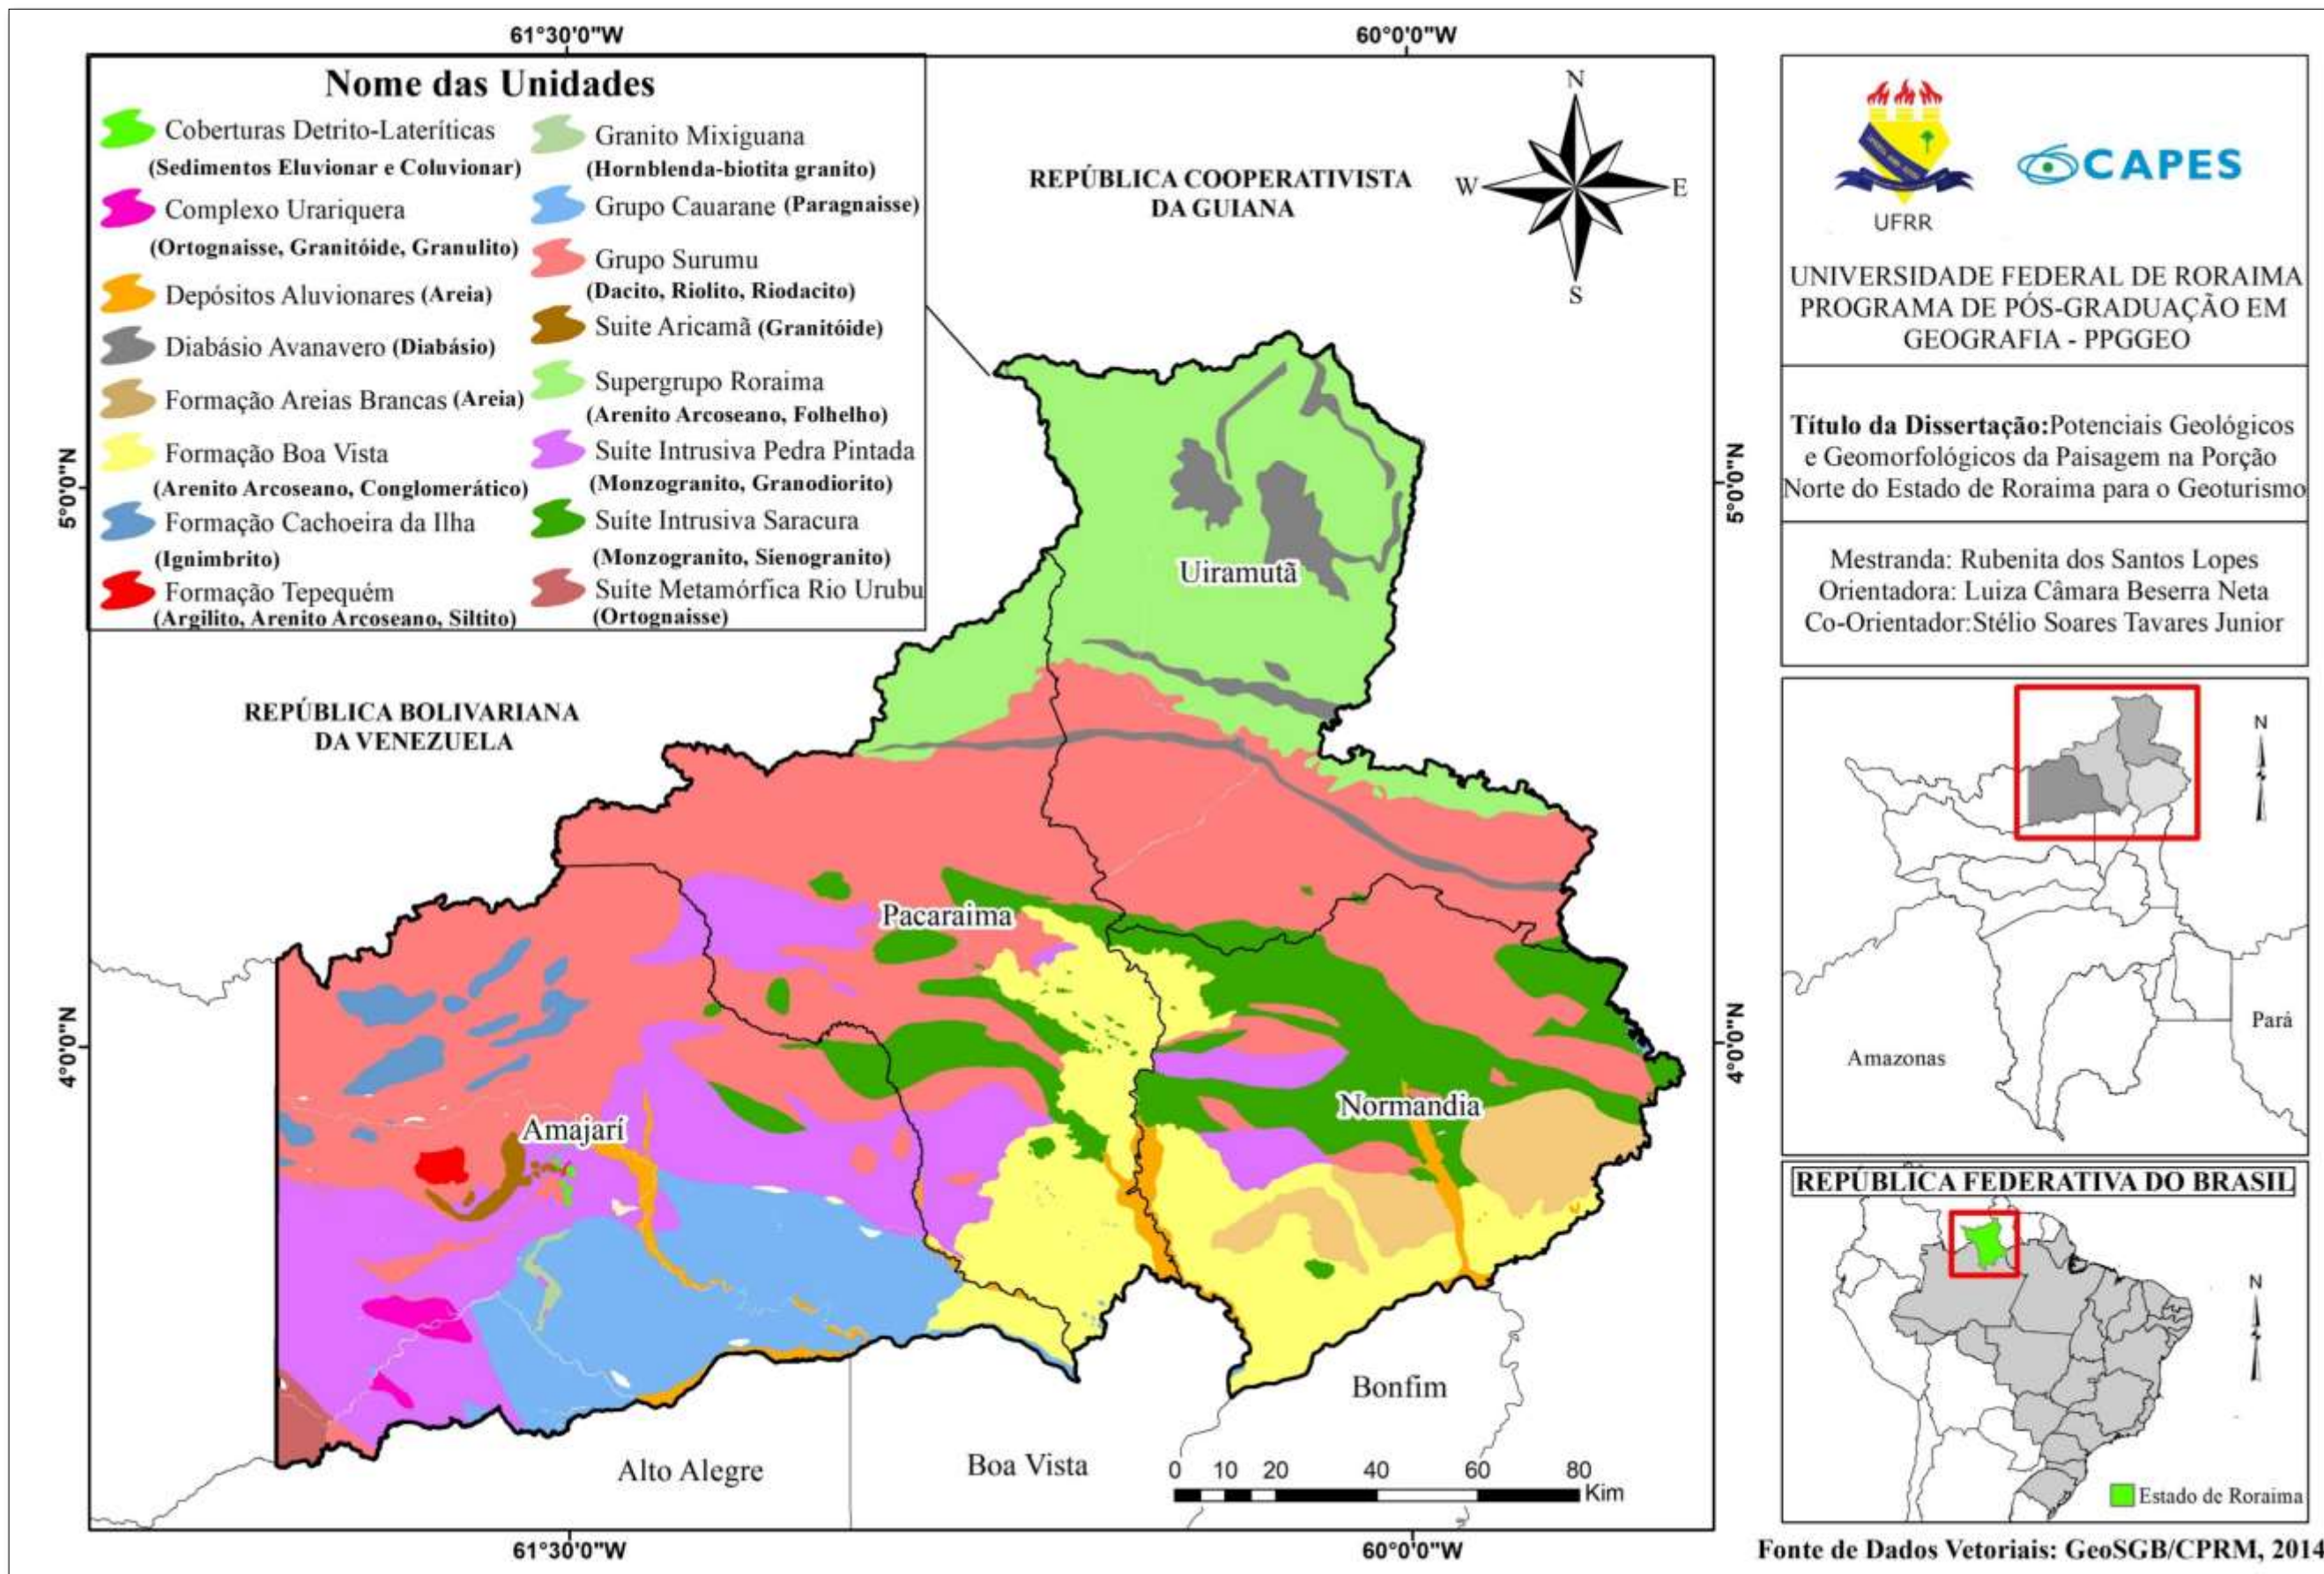 61°30'0"W
60°0'0"W
Nome das Unidades
Coberturas Detrito-Lateríticas
(Sedimentos Eluvionar e Coluvionar)
Complexo Urariquera
(Ortognaisse, Granitóide, Granulito)
Depósitos Aluvionares (Areia)
Diabásio Avanavero (Diabásio)
Formação Areias Brancas (Areia)
Formação Boa Vista
(Arenito Arcoseano, Conglomerático)
Formação Cachoeira da Ilha
(Ignimbrito)
Formação Tepequém
(Argilito, Arenito Arcoseano, Siltito)
Granito Mixiguana
(Hornblenda-biotita granito)
Grupo Cauarane (Paragnaisse)
Grupo Surumu
(Dacito, Riolito, Riodacito)
Suite Aricamã (Granitóide)
Supergrupo Roraima
(Arenito Arcoseano, Folhelho)
Suíte Intrusiva Pedra Pintada
(Monzogranito, Granodiorito)
Suíte Intrusiva Saracura
(Monzogranito, Sienogranito)
Suíte Metamórfica Rio Urubu
(Ortognaisse)
REPÚBLICA COOPERATIVISTA
DA GUIANA
N
W
E
S
REPÚBLICA BOLIVARIANA
DA VENEZUELA
5°0'0"N
5°0'0"N
4°0'0"N
4°0'0"N
Uiramutã
Pacaraima
Amajarí
Normandia
Bonfim
Boa Vista
Alto Alegre
0 10 20 40 60 80
Kim
61°30'0"W
60°0'0"W
UFRR
CAPES
UNIVERSIDADE FEDERAL DE RORAIMA
PROGRAMA DE PÓS-GRADUAÇÃO EM
GEOGRAFIA - PPGGEO
Título da Dissertação:Potenciais Geológicos
e Geomorfológicos da Paisagem na Porção
Norte do Estado de Roraima para o Geoturismo
Mestranda: Rubenita dos Santos Lopes
Orientadora: Luiza Câmara Beserra Neta
Co-Orientador:Stélio Soares Tavares Junior
N
Pará
Amazonas
REPÚBLICA FEDERATIVA DO BRASIL
N
Estado de Roraima
Fonte de Dados Vetoriais: GeoSGB/CPRM, 2014